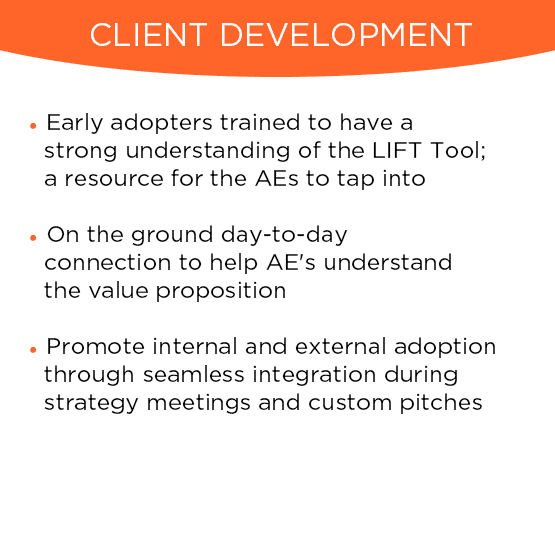 CLIENT DEVELOPMENT
• Early adopters trained to have a
strong understanding of the LIFT Tool;
a resource for the AEs to tap into
• On the ground day-to-day
connection to help AE's understand
the value proposition
• Promote internal and external adoption
through seamless integration during
strategy meetings and custom pitches